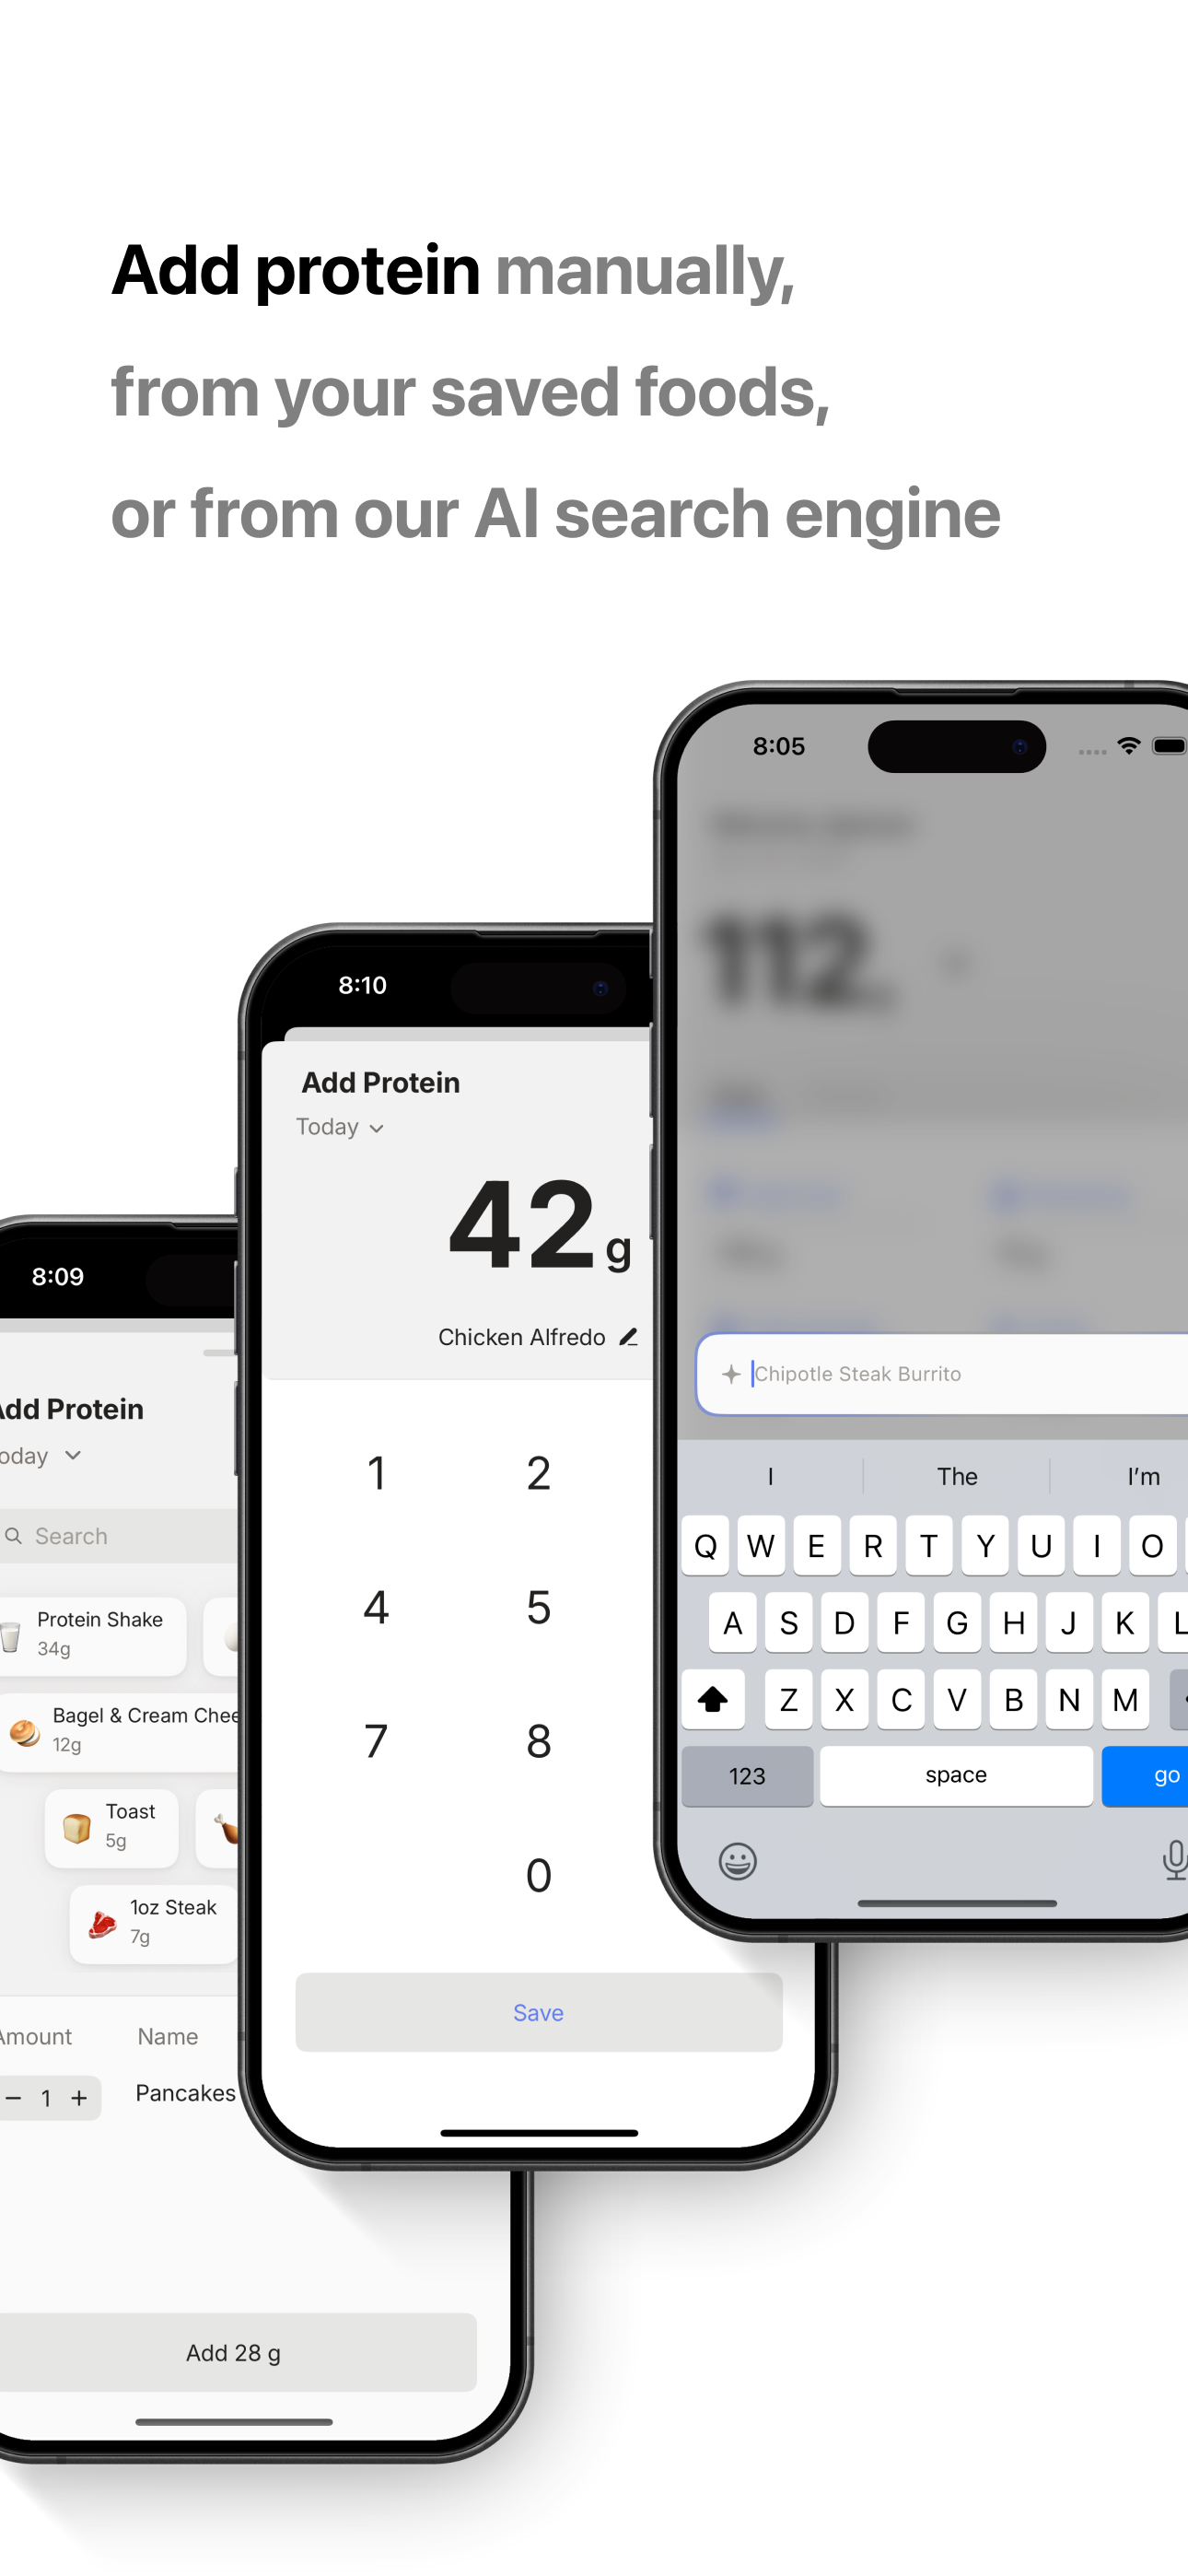 Add protein manually,
from your saved foods,
or from our AI search engine
8:05
112
Chipotle Steak Burrito
I
The
I'm
Q W E R T Y U I O
A S D F G H J K L
Z X C V B N M
123
space
go
8:10
Add Protein
Today
42 g
Chicken Alfredo
1 2
4 5
7 8
0
Save
8:09
Add Protein
oday
Search
Protein Shake
34g
Bagel & Cream Chee
12g
Toast
5g
1oz Steak
7g
Amount Name
− 1 + Pancakes
Add 28 g